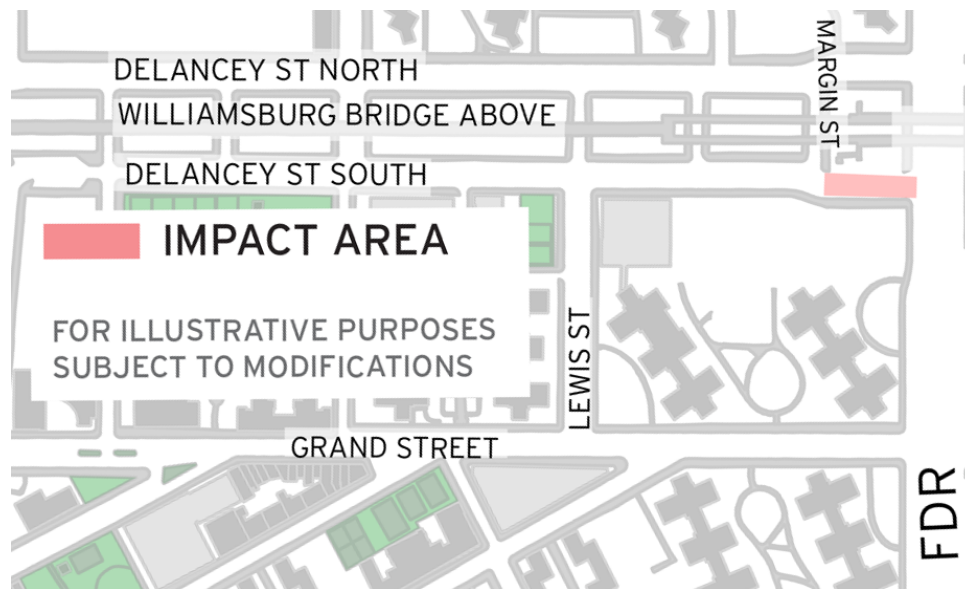 DELANCEY ST NORTH
MARGIN ST
WILLIAMSBURG BRIDGE ABOVE
DELANCEY ST SOUTH
IMPACT AREA
FOR ILLUSTRATIVE PURPOSES
SUBJECT TO MODIFICATIONS
LEWIS ST
GRAND STREET
FDR